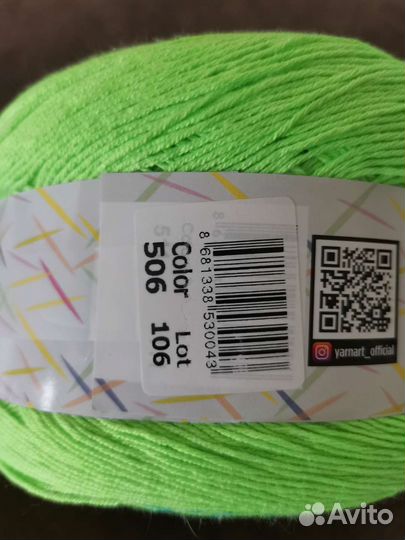 8 681338 530043
Color Lot
506 106
yarnart_official
Avito